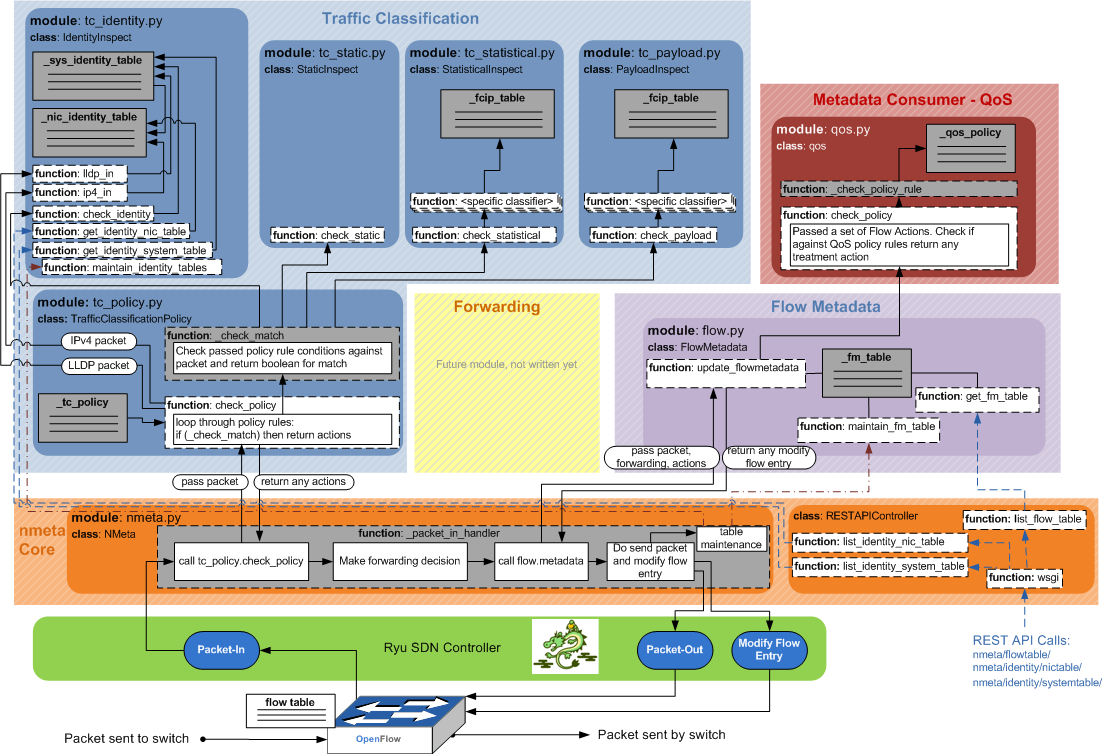 Traffic Classification
module: tc_identity.py
class: IdentityInspect
_sys_identity_table
_nic_identity_table
function: lldp_in
function: ip4_in
function: check_identity
function: get_identity_nic_table
function: get_identity_system_table
function: maintain_identity_tables
module: tc_static.py
class: StaticInspect
function: check_static
module: tc_statistical.py
class: StatisticalInspect
_fcip_table
function: <specific classifier>
function: check_statistical
module: tc_payload.py
class: PayloadInspect
_fcip_table
function: <specific classifier>
function: check_payload
Metadata Consumer - QoS
module: qos.py
class: qos
_qos_policy
function: _check_policy_rule
function: check_policy
Passed a set of Flow Actions. Check if
against QoS policy rules return any
treatment action
module: tc_policy.py
class: TrafficClassificationPolicy
function: _check_match
Check passed policy rule conditions against
packet and return boolean for match
IPv4 packet
LLDP packet
_tc_policy
function: check_policy
loop through policy rules:
if (_check_match) then return actions
pass packet
return any actions
Forwarding
Future module, not written yet
Flow Metadata
module: flow.py
class: FlowMetadata
function: update_flowmetadata
_fm_table
function: get_fm_table
function: maintain_fm_table
pass packet,
forwarding, actions
return any modify
flow entry
nmeta
Core
module: nmeta.py
class: NMeta
function: _packet_in_handler
call tc_policy.check_policy
Make forwarding decision
call flow.metadata
Do send packet
and modify flow
entry
table
maintenance
class: RESTAPIController
function: list_flow_table
function: list_identity_nic_table
function: list_identity_system_table
function: wsgi
REST API Calls:
nmeta/flowtable/
nmeta/identity/nictable/
nmeta/identity/systemtable/
Packet-In
Ryu SDN Controller
Packet-Out
Modify Flow
Entry
flow table
OpenFlow
Packet sent to switch
Packet sent by switch